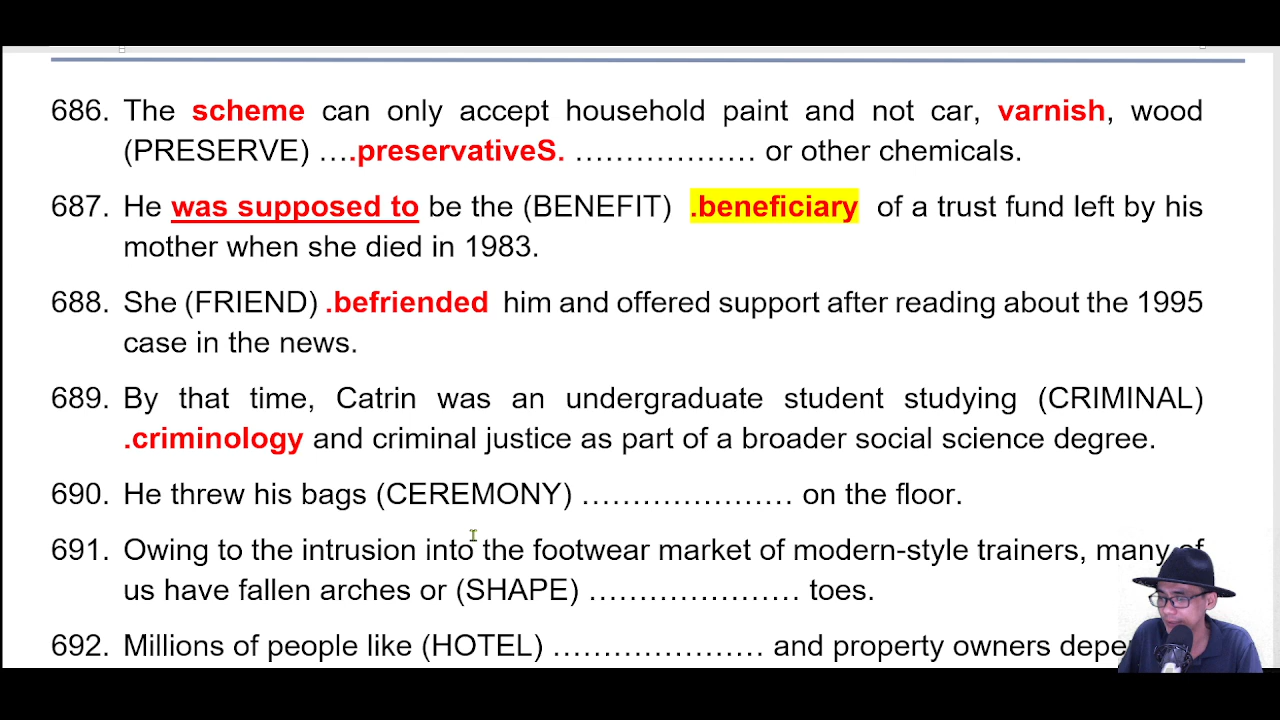 686. The scheme can only accept household paint and not car, varnish, wood
(PRESERVE) ….preservativeS. ……………… or other chemicals.
687. He was supposed to be the (BENEFIT) .beneficiary of a trust fund left by his
mother when she died in 1983.
688. She (FRIEND) .befriended him and offered support after reading about the 1995
case in the news.
689. By that time, Catrin was an undergraduate student studying (CRIMINAL)
.criminology and criminal justice as part of a broader social science degree.
690. He threw his bags (CEREMONY) ………………… on the floor.
691. Owing to the intrusion into the footwear market of modern-style trainers, many of
us have fallen arches or (SHAPE) ………………… toes.
692. Millions of people like (HOTEL) ………………… and property owners